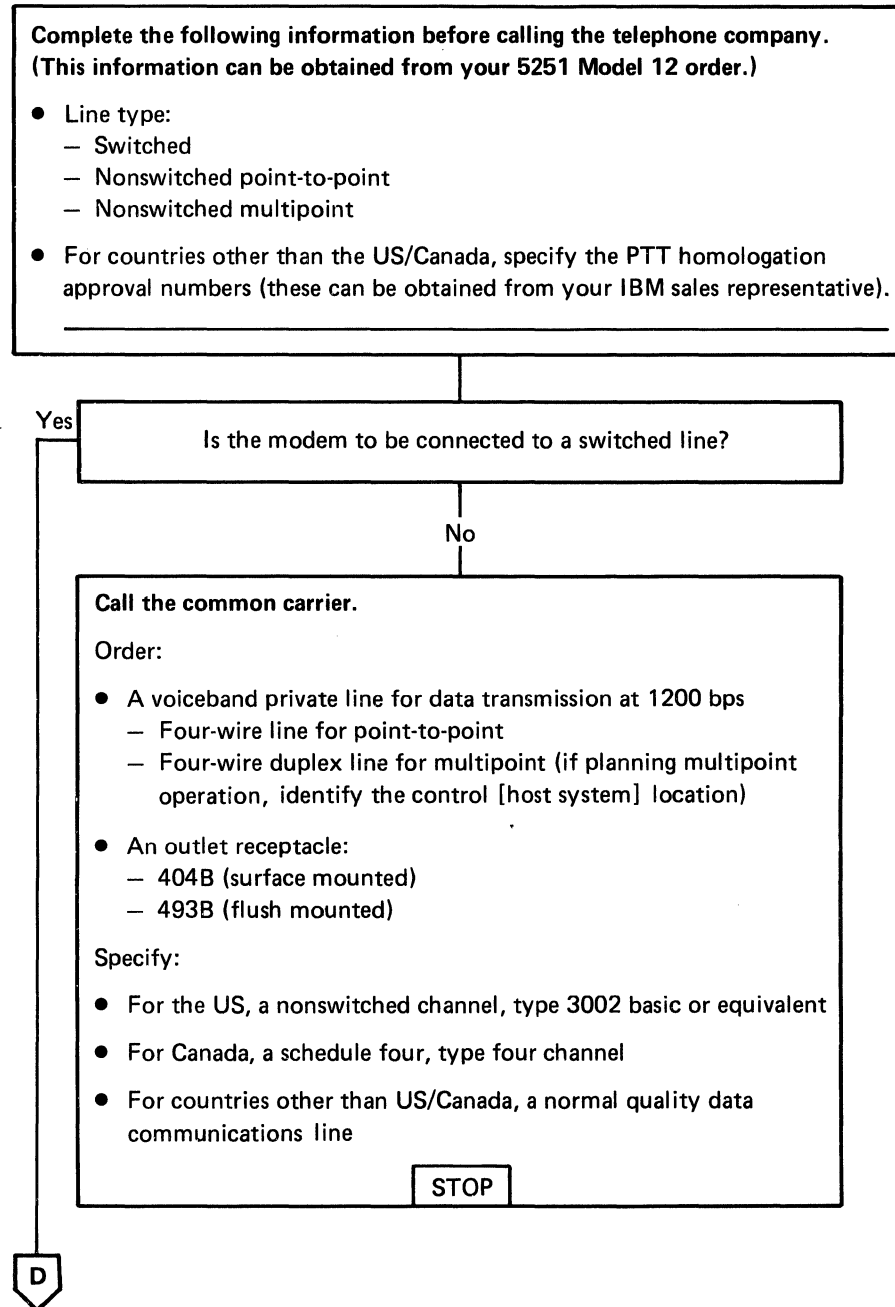 Complete the following information before calling the telephone company.
(This information can be obtained from your 5251 Model 12 order.)
● Line type:
— Switched
— Nonswitched point-to-point
— Nonswitched multipoint
● For countries other than the US/Canada, specify the PTT homologation
approval numbers (these can be obtained from your IBM sales representative).
Yes
Is the modem to be connected to a switched line?
No
Call the common carrier.
Order:
● A voiceband private line for data transmission at 1200 bps
— Four-wire line for point-to-point
— Four-wire duplex line for multipoint (if planning multipoint
operation, identify the control [host system] location)
● An outlet receptacle:
— 404B (surface mounted)
— 493B (flush mounted)
Specify:
● For the US, a nonswitched channel, type 3002 basic or equivalent
● For Canada, a schedule four, type four channel
● For countries other than US/Canada, a normal quality data
communications line
STOP
D